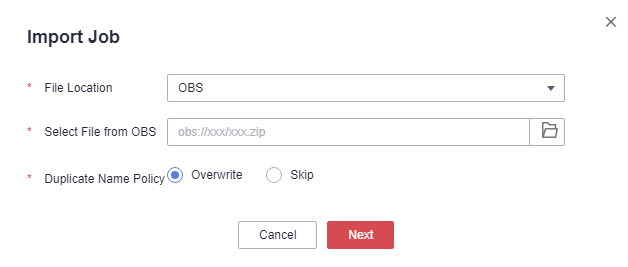 Import Job
* File Location OBS
* Select File from OBS obs://xxx/xxx.zip
* Duplicate Name Policy Overwrite Skip
Cancel Next